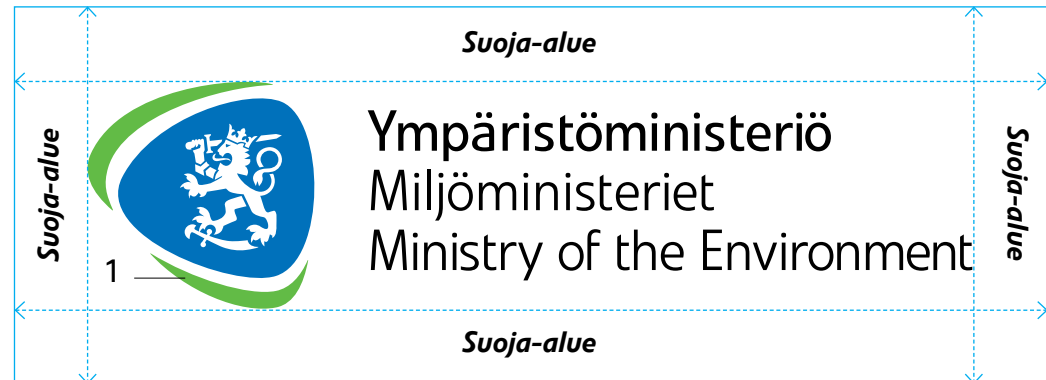 Suoja-alue
Suoja-alue
Ympäristöministeriö
Miljöministeriet
Ministry of the Environment
Suoja-alue
1
Suoja-alue